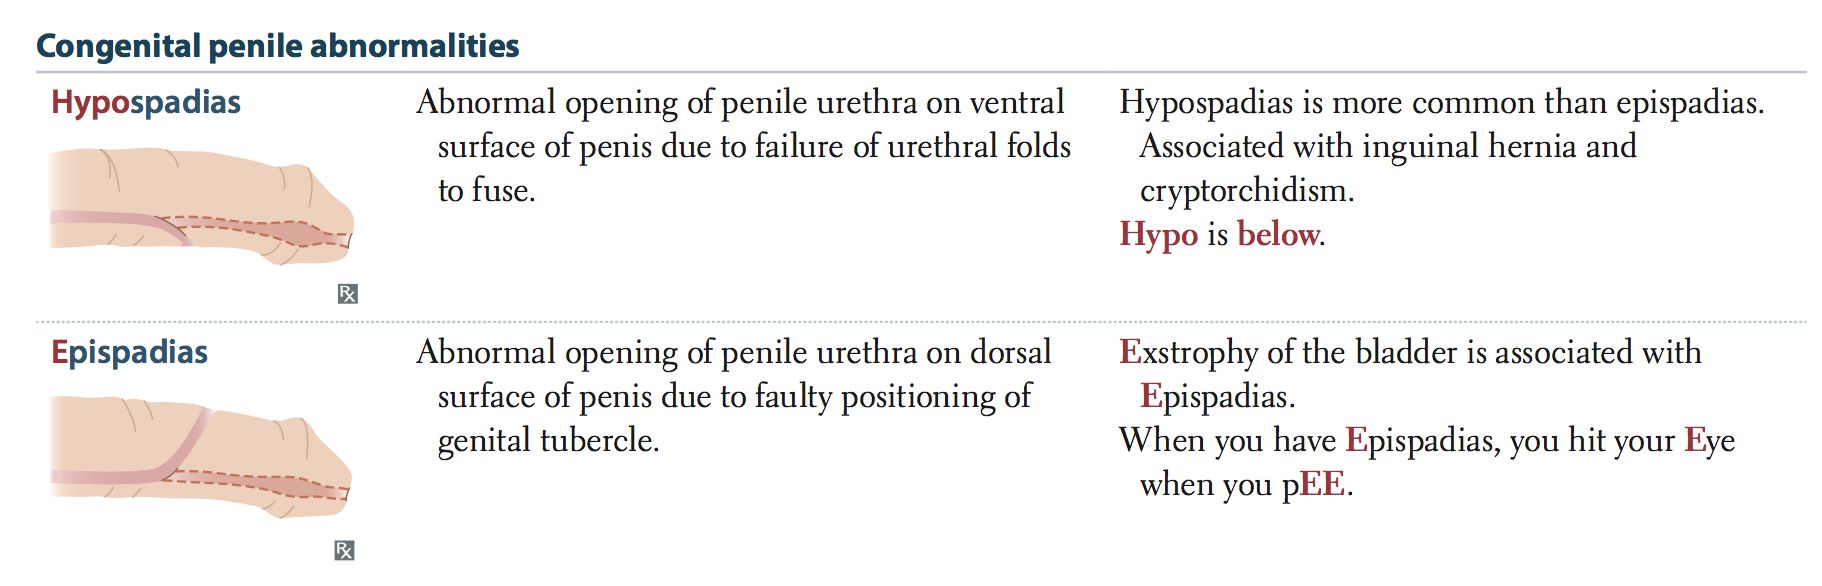 Congenital penile abnormalities
Hypospadias
Abnormal opening of penile urethra on ventral
surface of penis due to failure of urethral folds
to fuse.
Hypospadias is more common than epispadias.
Associated with inguinal hernia and
cryptorchidism.
Hypo is below.
Rx
Epispadias
Abnormal opening of penile urethra on dorsal
surface of penis due to faulty positioning of
genital tubercle.
Exstrophy of the bladder is associated with
Epispadias.
When you have Epispadias, you hit your Eye
when you pEE.
Rx